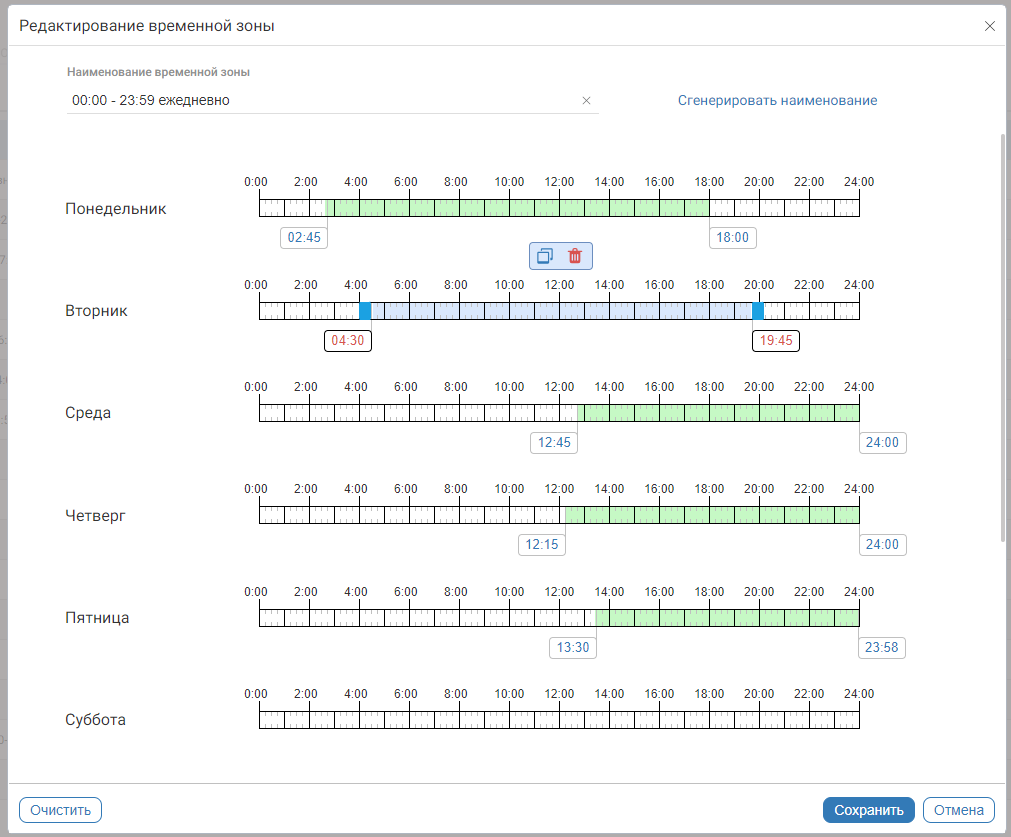 Редактирование временной зоны
Наименование временной зоны
00:00 - 23:59 ежедневно
Сгенерировать наименование
0:00 2:00 4:00 6:00 8:00 10:00 12:00 14:00 16:00 18:00 20:00 22:00 24:00
Понедельник
02:45 18:00
0:00 2:00 4:00 6:00 8:00 10:00 12:00 14:00 16:00 18:00 20:00 22:00 24:00
Вторник
04:30 19:45
0:00 2:00 4:00 6:00 8:00 10:00 12:00 14:00 16:00 18:00 20:00 22:00 24:00
Среда
12:45 24:00
0:00 2:00 4:00 6:00 8:00 10:00 12:00 14:00 16:00 18:00 20:00 22:00 24:00
Четверг
12:15 24:00
0:00 2:00 4:00 6:00 8:00 10:00 12:00 14:00 16:00 18:00 20:00 22:00 24:00
Пятница
13:30 23:58
0:00 2:00 4:00 6:00 8:00 10:00 12:00 14:00 16:00 18:00 20:00 22:00 24:00
Суббота
Очистить Сохранить Отмена